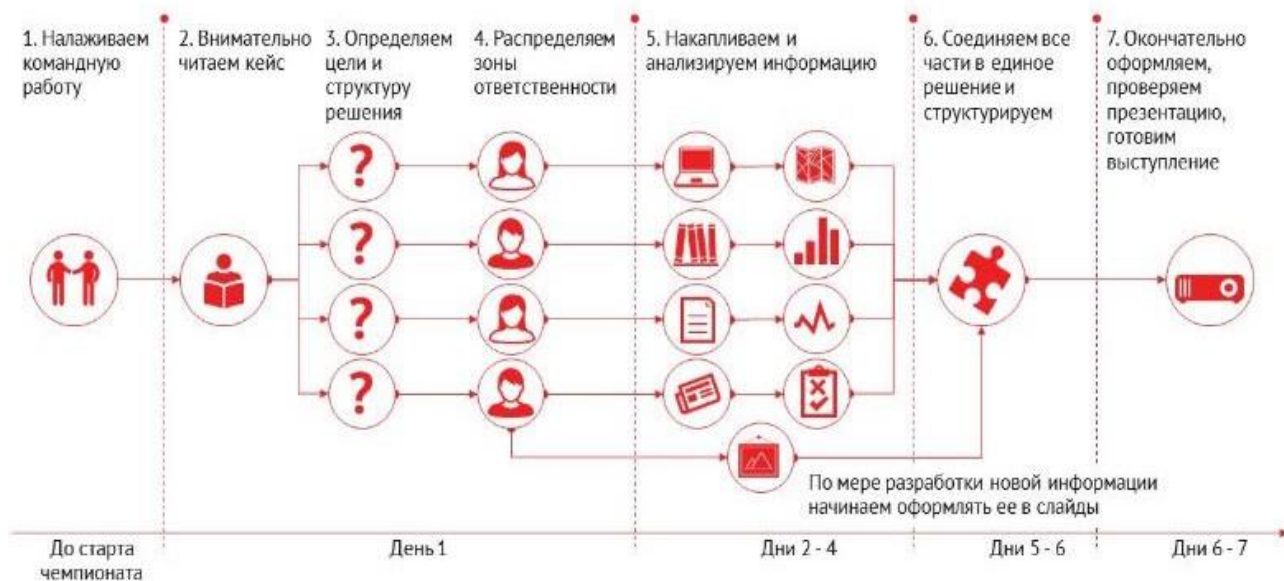 1. Налаживаем
командную
работу
2. Внимательно
читаем кейс
3. Определяем
цели и
структуру
решения
4. Распределяем
зоны
ответственности
5. Накапливаем и
анализируем информацию
6. Соединяем все
части в единое
решение и
структурируем
7. Окончательно
оформляем,
проверяем
презентацию,
готовим
выступление
?
?
?
?
По мере разработки новой информации
начинаем оформлять ее в слайды
До старта
чемпионата
День 1
Дни 2 - 4
Дни 5 - 6
Дни 6 - 7